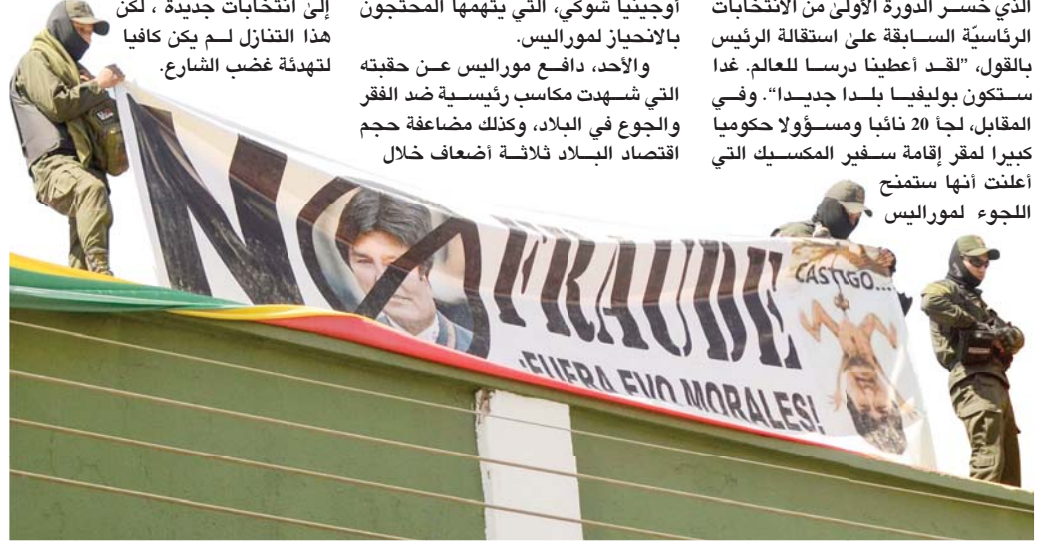 الذي خسر الدورة الأولىٰ من الانتخابات
الرئاسيّة السابقة علىٰ استقالة الرئيس
بالقول، ”لقد أعطينا درسا للعالم. غدا
ستكون بوليفيا بلدا جديدا“. وفي
المقابل، لجأ 20 نائبا ومسؤولا حكوميا
كبيرا لمقر إقامة سفير المكسيك التي
أعلنت أنها ستمنح
اللجوء لموراليس
أوجينيا شوكي، التي يتهمها المحتجون
بالانحياز لموراليس.
والأحد، دافع موراليس عن حقبته
التي شهدت مكاسب رئيسية ضد الفقر
والجوع في البلاد، وكذلك مضاعفة حجم
اقتصاد البلاد ثلاثة أضعاف خلال
إلىٰ انتخابات جديدة ، لكن
هذا التنازل لم يكن كافيا
لتهدئة غضب الشارع.
NO FRAUDE
¡FUERA EVO MORALES!
CASTIGO...